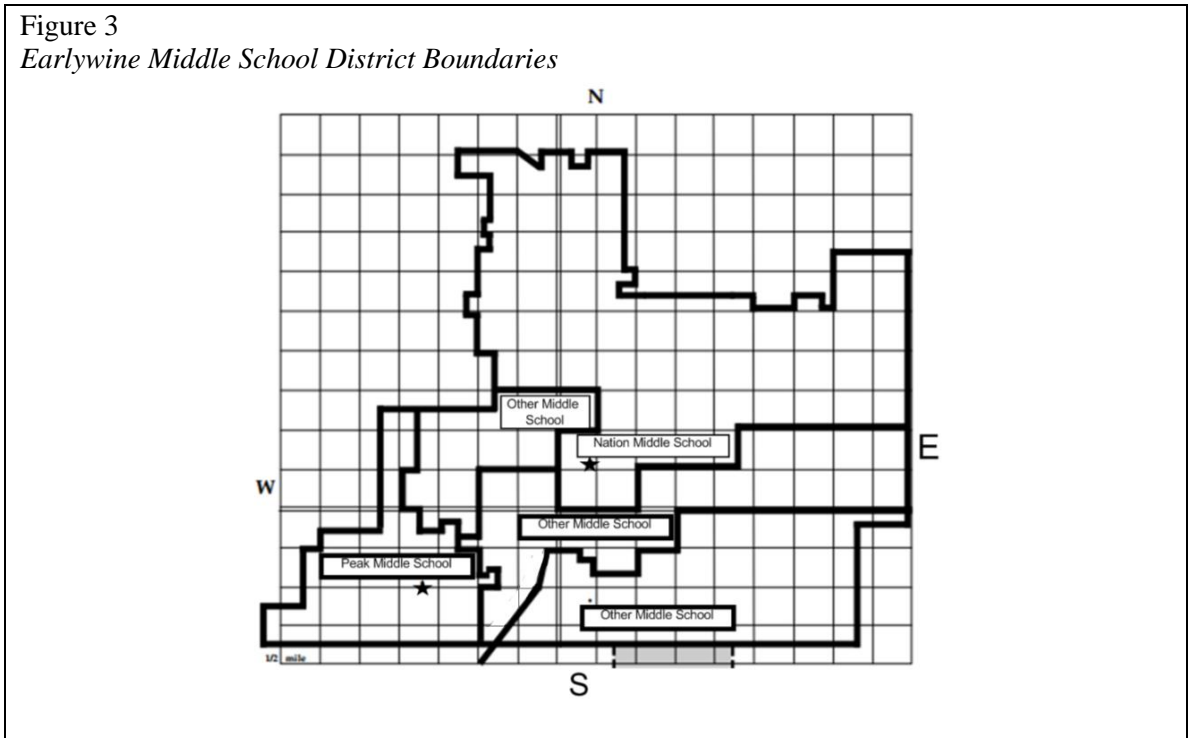 Figure 3
Earlywine Middle School District Boundaries
N
Other Middle
School
Nation Middle School
E
W
Other Middle School
Peak Middle School
Other Middle School
1/2 mile
S